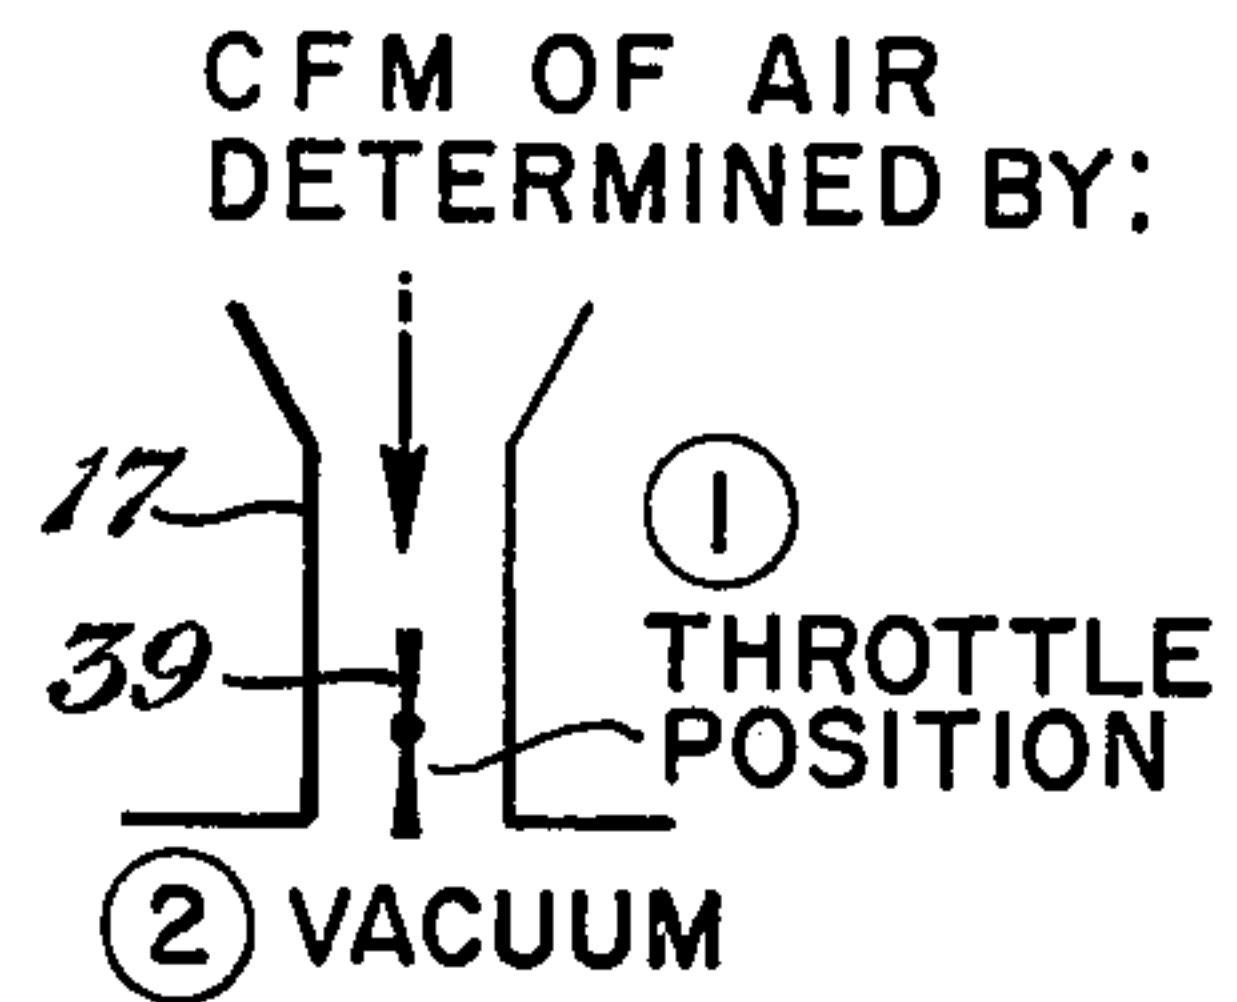 CFM OF AIR
DETERMINED BY:
17
1
39
THROTTLE
POSITION
2 VACUUM